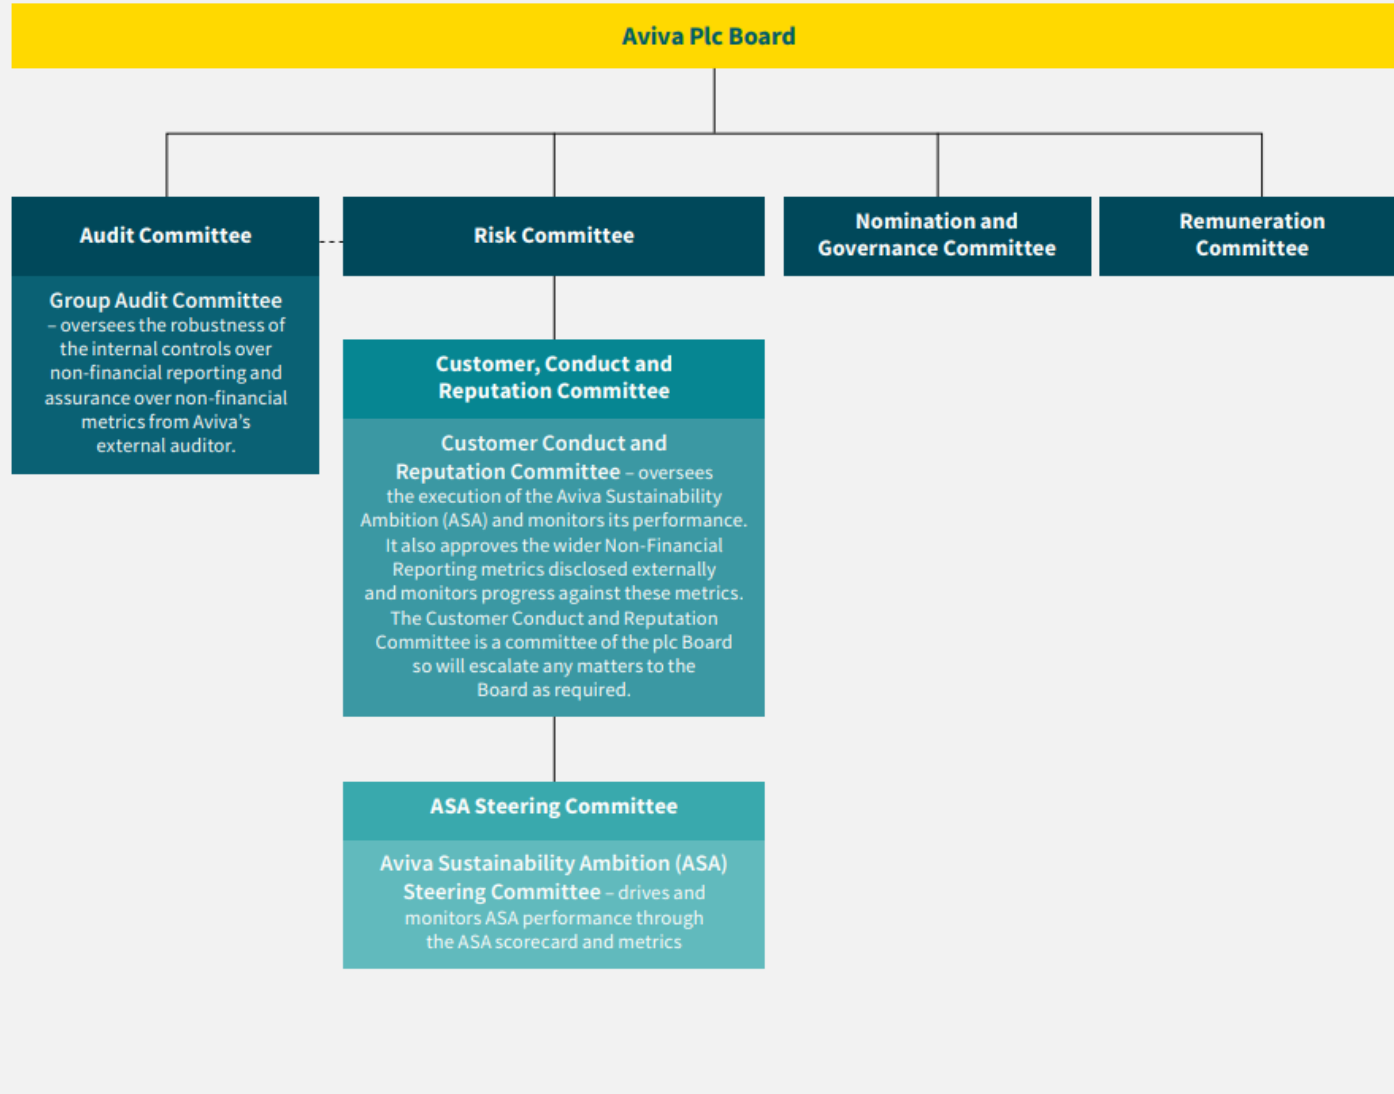 Aviva Plc Board
Audit Committee
Risk Committee
Nomination and
Governance Committee
Remuneration
Committee
Group Audit Committee
– oversees the robustness of
the internal controls over
non-financial reporting and
assurance over non-financial
metrics from Aviva’s
external auditor.
Customer, Conduct and
Reputation Committee
Customer Conduct and
Reputation Committee – oversees
the execution of the Aviva Sustainability
Ambition (ASA) and monitors its performance.
It also approves the wider Non-Financial
Reporting metrics disclosed externally
and monitors progress against these metrics.
The Customer Conduct and Reputation
Committee is a committee of the plc Board
so will escalate any matters to the
Board as required.
ASA Steering Committee
Aviva Sustainability Ambition (ASA)
Steering Committee – drives and
monitors ASA performance through
the ASA scorecard and metrics